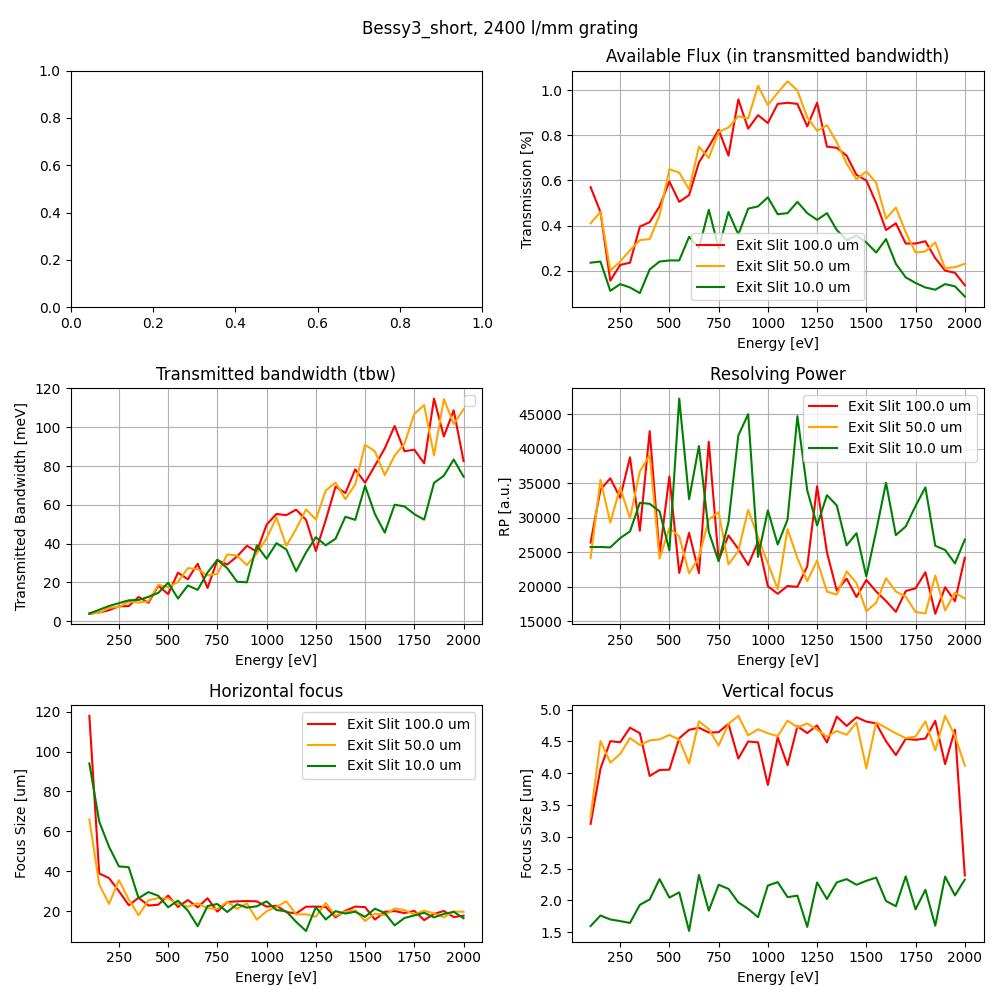 Bessy3_short, 2400 l/mm grating
1.0
0.8
0.6
0.4
0.2
0.0
0.0 0.2 0.4 0.6 0.8 1.0
Available Flux (in transmitted bandwidth)
Transmission [%]
1.0
0.8
0.6
0.4
0.2
Exit Slit 100.0 um
Exit Slit 50.0 um
Exit Slit 10.0 um
250 500 750 1000 1250 1500 1750 2000
Energy [eV]
Transmitted bandwidth (tbw)
Transmitted Bandwidth [meV]
120
100
80
60
40
20
0
250 500 750 1000 1250 1500 1750 2000
Energy [eV]
Resolving Power
RP [a.u.]
45000
40000
35000
30000
25000
20000
15000
Exit Slit 100.0 um
Exit Slit 50.0 um
Exit Slit 10.0 um
250 500 750 1000 1250 1500 1750 2000
Energy [eV]
Horizontal focus
Focus Size [um]
120
100
80
60
40
20
Exit Slit 100.0 um
Exit Slit 50.0 um
Exit Slit 10.0 um
250 500 750 1000 1250 1500 1750 2000
Energy [eV]
Vertical focus
Focus Size [um]
5.0
4.5
4.0
3.5
3.0
2.5
2.0
1.5
250 500 750 1000 1250 1500 1750 2000
Energy [eV]